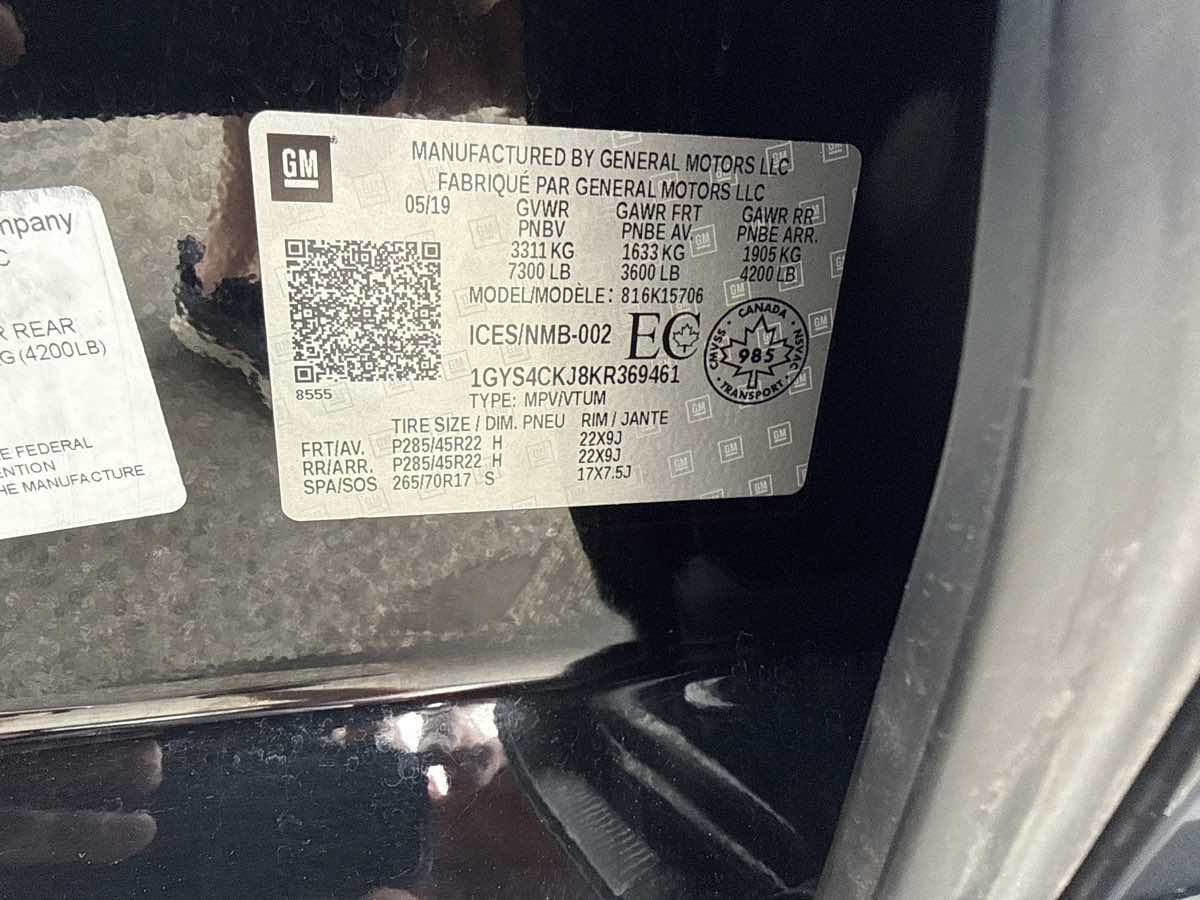 mpany
C
R REAR
G (4200LB)
E FEDERAL
ENTION
HE MANUFACTURE
GM
MANUFACTURED BY GENERAL MOTORS LLC
FABRIQUÉ PAR GENERAL MOTORS LLC
05/19 GVWR GAWR FRT GAWR RR
PNBV PNBE AV. PNBE ARR.
3311 KG 1633 KG 1905 KG
7300 LB 3600 LB 4200 LB
MODEL/MODÈLE: 816K15706
ICES/NMB-002 EC
CANADA
CMVSS 985 NSVAC
TRANSPORT
1GYS4CKJ8KR369461
8555
TYPE: MPV/VTUM
TIRE SIZE / DIM. PNEU RIM / JANTE
FRT/AV. P285/45R22 H 22X9J
RR/ARR. P285/45R22 H 22X9J
SPA/SOS 265/70R17 S 17X7.5J